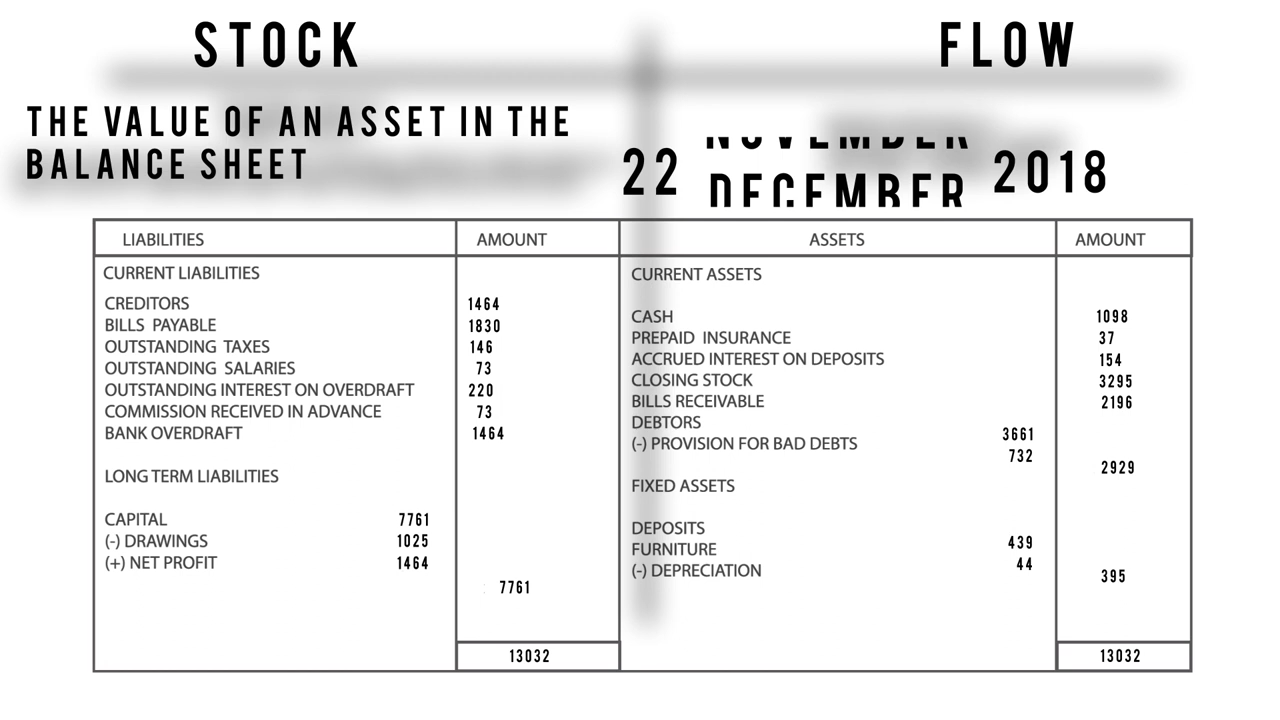 STOCK
FLOW
THE VALUE OF AN ASSET IN THE
BALANCE SHEET
22 NOVEMBER DECEMBER 2018
LIABILITIES AMOUNT ASSETS AMOUNT
CURRENT LIABILITIES
CREDITORS 1464
BILLS PAYABLE 1830
OUTSTANDING TAXES 146
OUTSTANDING SALARIES 73
OUTSTANDING INTEREST ON OVERDRAFT 220
COMMISSION RECEIVED IN ADVANCE 73
BANK OVERDRAFT 1464
LONG TERM LIABILITIES
CAPITAL 7761
(-) DRAWINGS 1025
(+) NET PROFIT 1464
7761
13032
CURRENT ASSETS
CASH 1098
PREPAID INSURANCE 37
ACCRUED INTEREST ON DEPOSITS 154
CLOSING STOCK 3295
BILLS RECEIVABLE 2196
DEBTORS 3661
(-) PROVISION FOR BAD DEBTS 732
2929
FIXED ASSETS
DEPOSITS
FURNITURE 439
(-) DEPRECIATION 44
395
13032